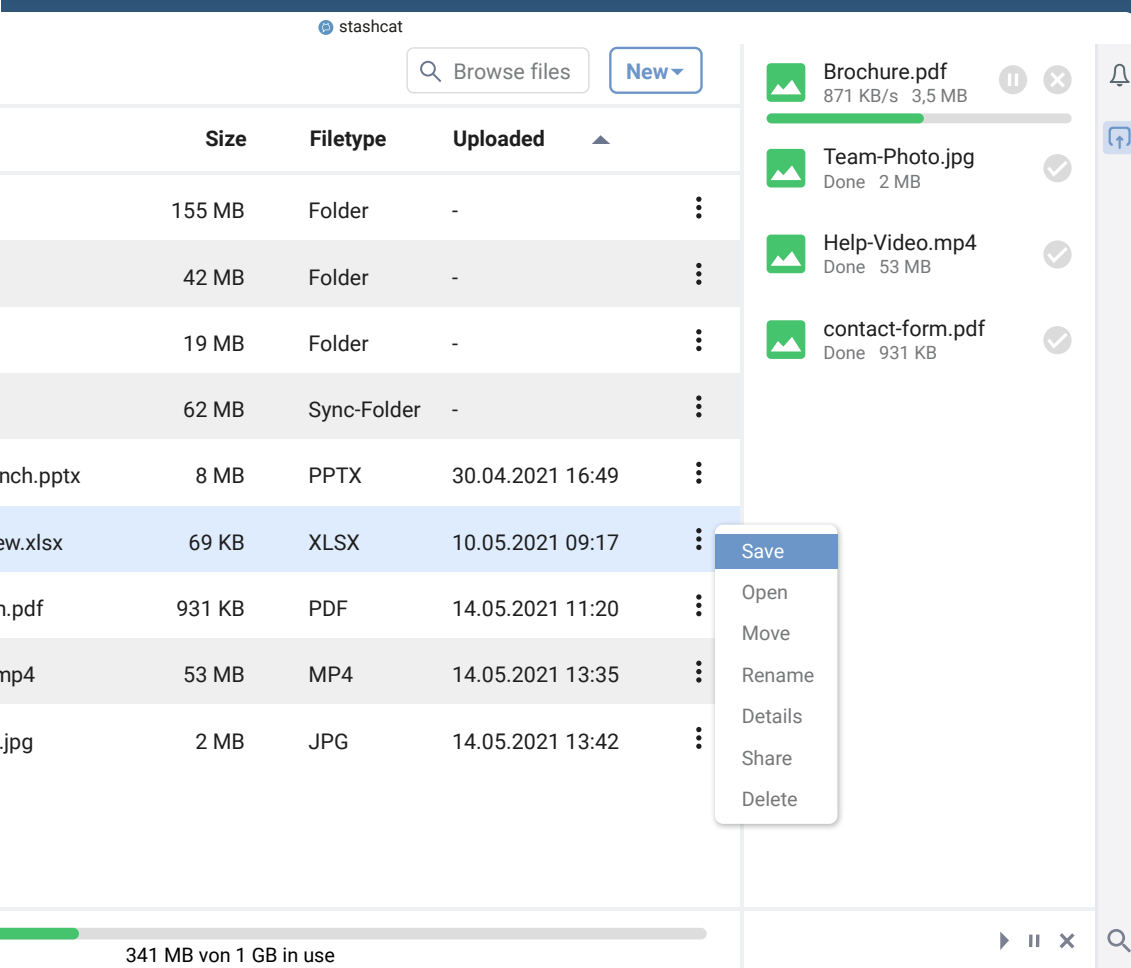 stashcat
Browse files
New
Size Filetype Uploaded
155 MB Folder -
42 MB Folder -
19 MB Folder -
62 MB Sync-Folder -
nch.pptx 8 MB PPTX 30.04.2021 16:49
ew.xlsx 69 KB XLSX 10.05.2021 09:17
n.pdf 931 KB PDF 14.05.2021 11:20
mp4 53 MB MP4 14.05.2021 13:35
.jpg 2 MB JPG 14.05.2021 13:42
Save
Open
Move
Rename
Details
Share
Delete
341 MB von 1 GB in use
Brochure.pdf
871 KB/s 3,5 MB
Team-Photo.jpg
Done 2 MB
Help-Video.mp4
Done 53 MB
contact-form.pdf
Done 931 KB